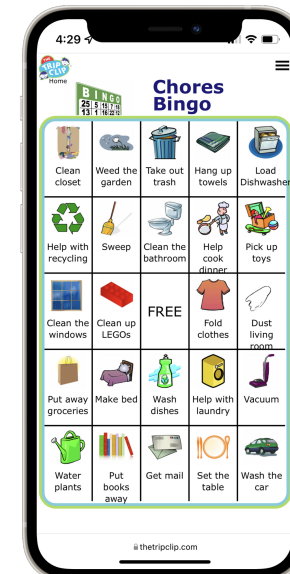 4:29
THE
TRIP
CLIP
Home
BINGO
Chores
Bingo
Clean
closet
Weed the
garden
Take out
trash
Hang up
towels
Load
Dishwasher
Help with
recycling
Sweep
Clean the
bathroom
Help
cook
dinner
Pick up
toys
Clean the
windows
Clean up
LEGOs
FREE
Fold
clothes
Dust
living
room
Put away
groceries
Make bed
Wash
dishes
Help with
laundry
Vacuum
Water
plants
Put
books
away
Get mail
Set the
table
Wash the
car
thetripclip.com